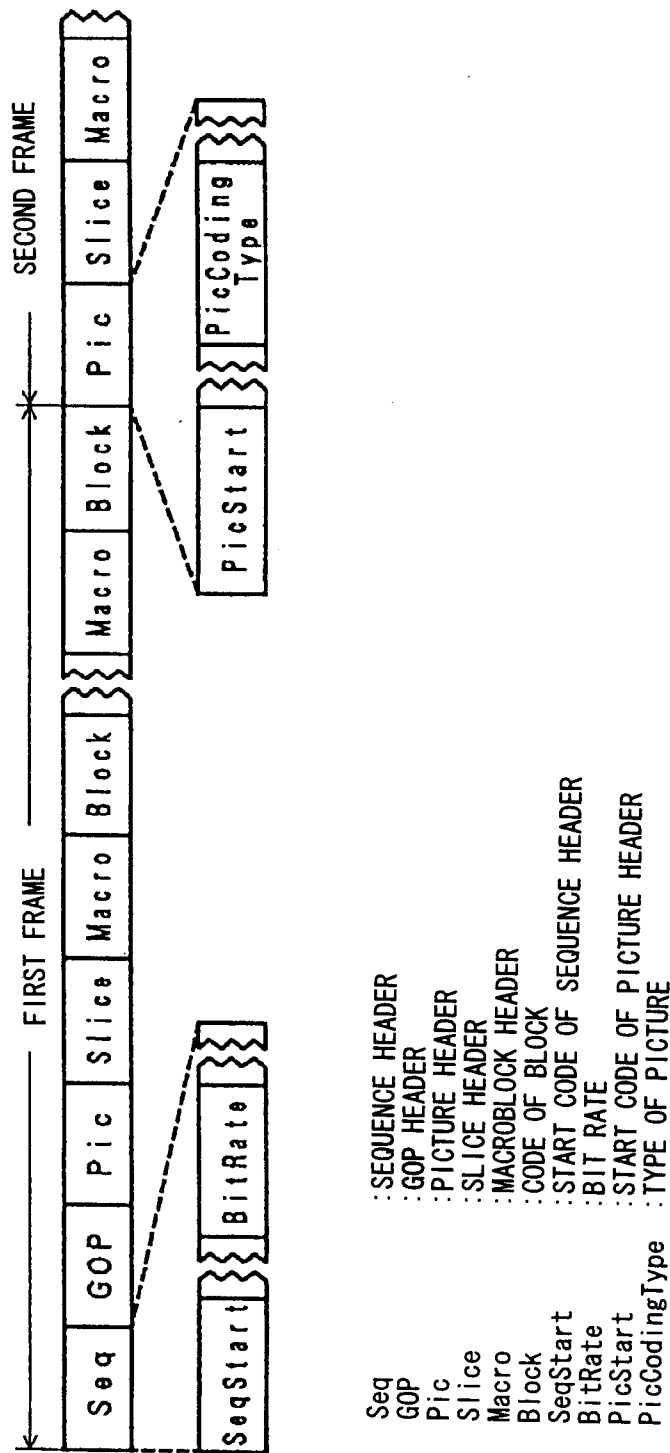 FIRST FRAME SECOND FRAME
Seq GOP Pic Slice Macro Block Macro Block Pic Slice Macro
SeqStart BitRate PicStart PicCoding
Type
Seq :SEQUENCE HEADER
GOP :GOP HEADER
Pic :PICTURE HEADER
Slice :SLICE HEADER
Macro :MACROBLOCK HEADER
Block :CODE OF BLOCK
SeqStart :START CODE OF SEQUENCE HEADER
BitRate :BIT RATE
PicStart :START CODE OF PICTURE HEADER
PicCodingType :TYPE OF PICTURE